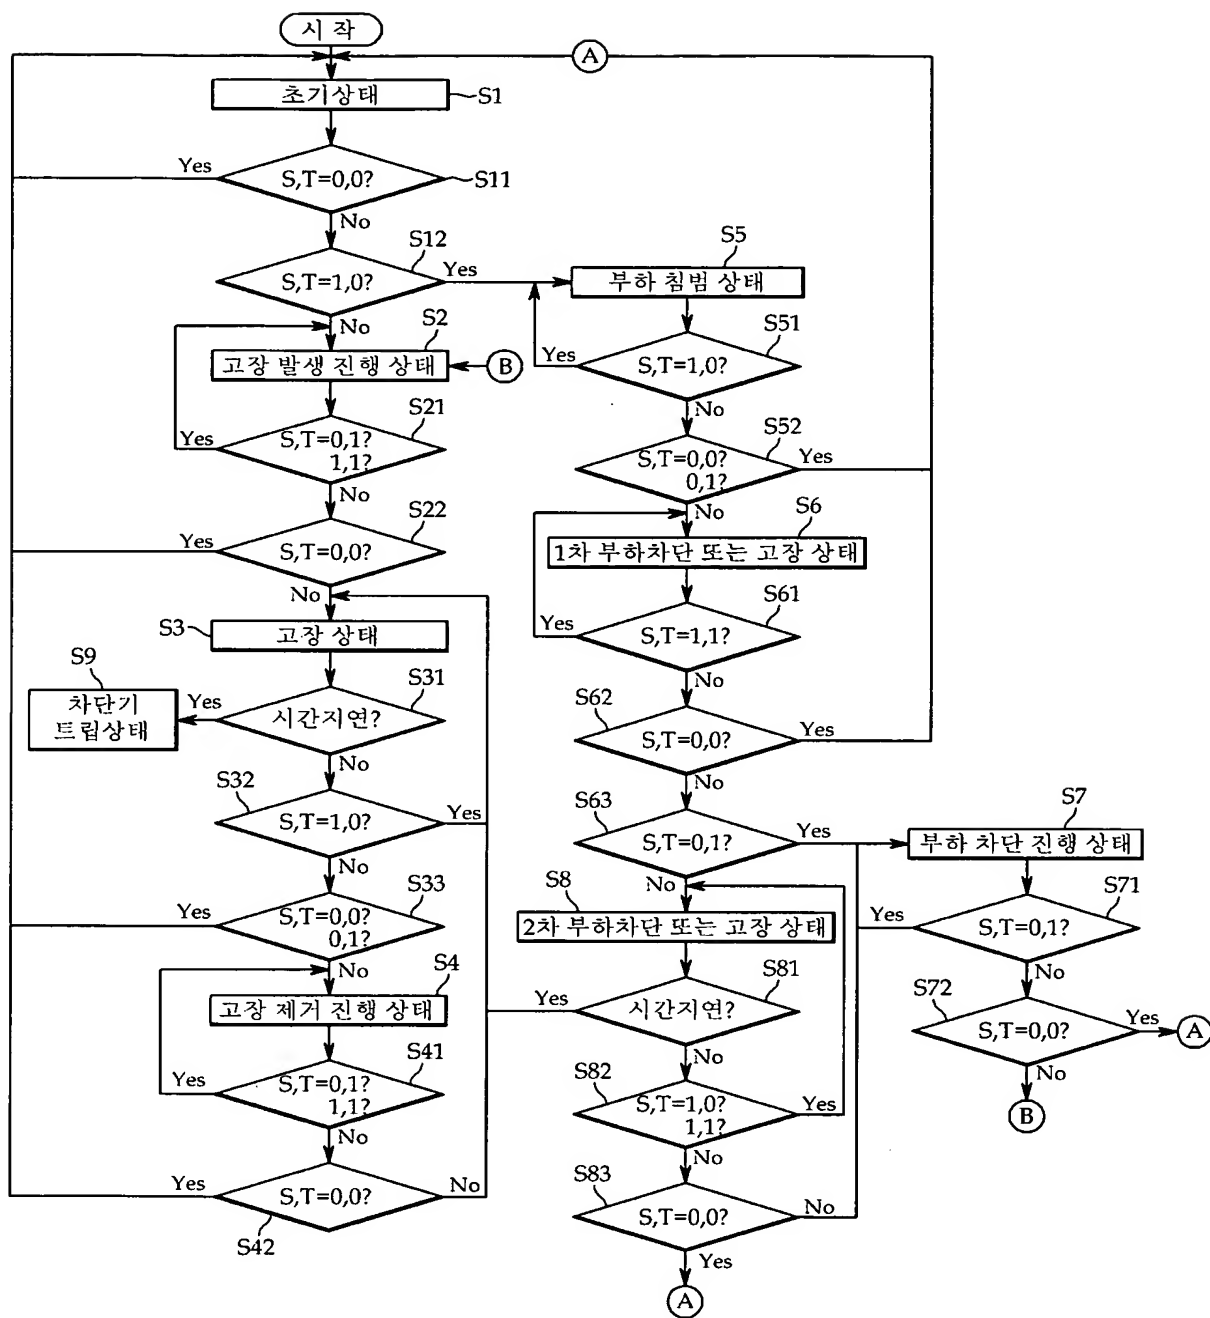 시 작
A
초기상태
S1
Yes
S,T=0,0?
S11
No
S12
S,T=1,0?
Yes
No
S5
부하 침범 상태
S2
고장 발생 진행 상태
B
S51
Yes
S,T=1,0?
No
S21
Yes
S,T=0,1?
1,1?
No
S52
S,T=0,0?
0,1?
Yes
No
S22
Yes
S,T=0,0?
No
S6
1차 부하차단 또는 고장 상태
S61
Yes
S,T=1,1?
No
S3
고장 상태
S9
차단기
트립상태
S31
Yes
시간지연?
No
S62
S,T=0,0?
Yes
No
S32
S,T=1,0?
Yes
No
S63
S,T=0,1?
Yes
No
S7
부하 차단 진행 상태
S33
Yes
S,T=0,0?
0,1?
No
S8
2차 부하차단 또는 고장 상태
S71
Yes
S,T=0,1?
No
S4
고장 제거 진행 상태
S81
Yes
시간지연?
No
S72
S,T=0,0?
Yes
A
No
B
S41
Yes
S,T=0,1?
1,1?
No
S82
S,T=1,0?
1,1?
Yes
No
Yes
S,T=0,0?
No
S42
S83
S,T=0,0?
No
Yes
A